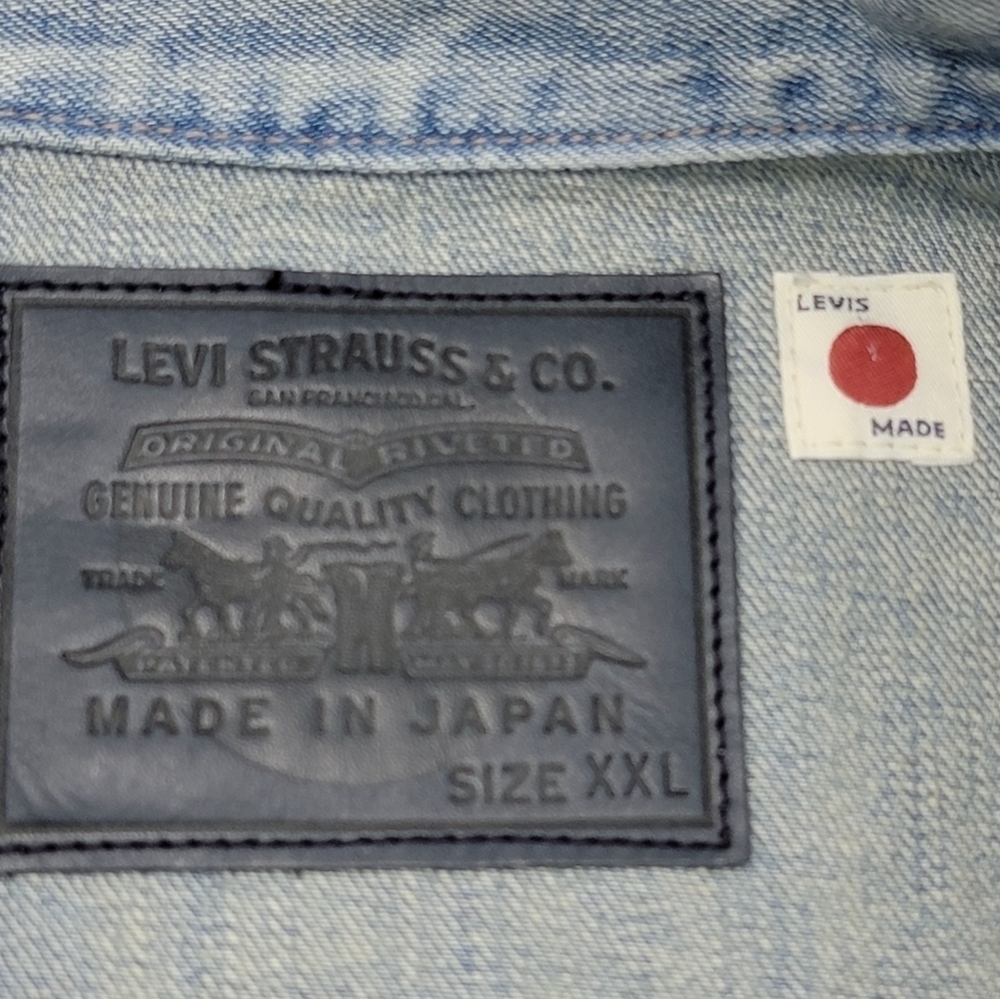 LEVI STRAUSS & CO.
SAN FRANCISCO CAL.
ORIGINAL RIVETED
GENUINE QUALITY CLOTHING
TRADE MARK
PATENTED
MADE IN JAPAN
SIZE XXL
LEVIS
MADE